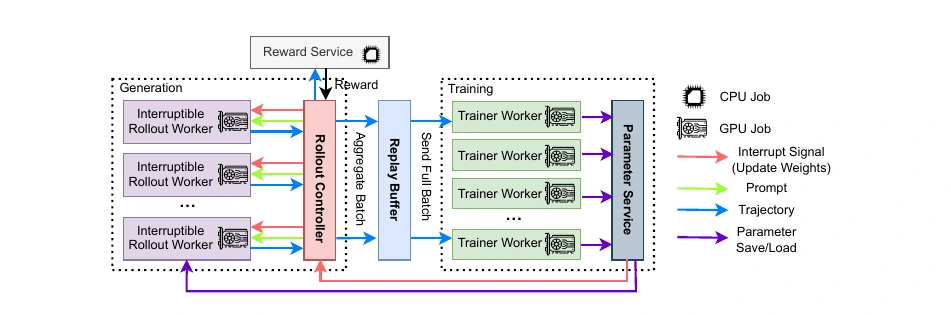 Reward Service
Reward
Generation
Training
Interruptible
Rollout Worker
Interruptible
Rollout Worker
...
Interruptible
Rollout Worker
Rollout Controller
Aggregate Batch
Replay Buffer
Send Full Batch
Trainer Worker
Trainer Worker
Trainer Worker
...
Trainer Worker
Parameter Service
CPU Job
GPU Job
Interrupt Signal
(Update Weights)
Prompt
Trajectory
Parameter
Save/Load